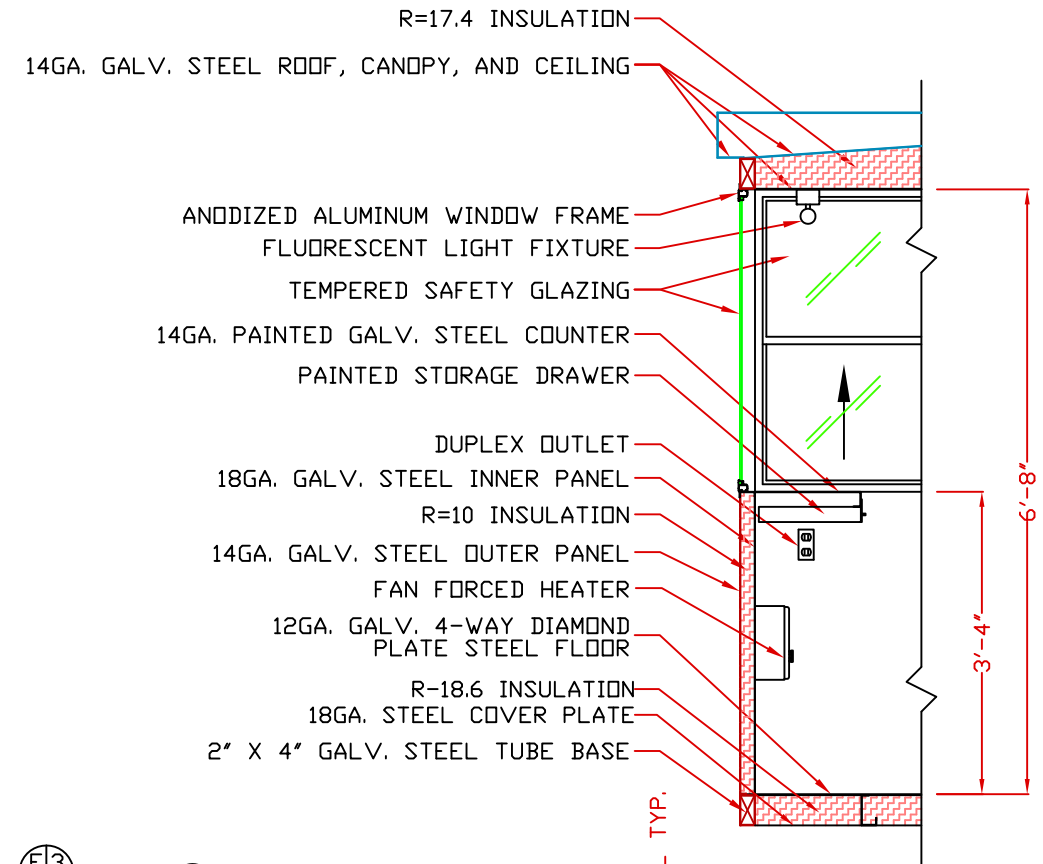 R=17.4 INSULATION
14GA. GALV. STEEL ROOF, CANOPY, AND CEILING
ANODIZED ALUMINUM WINDOW FRAME
FLUORESCENT LIGHT FIXTURE
TEMPERED SAFETY GLAZING
14GA. PAINTED GALV. STEEL COUNTER
PAINTED STORAGE DRAWER
DUPLEX OUTLET
18GA. GALV. STEEL INNER PANEL
R=10 INSULATION
14GA. GALV. STEEL OUTER PANEL
FAN FORCED HEATER
12GA. GALV. 4-WAY DIAMOND
PLATE STEEL FLOOR
R-18.6 INSULATION
18GA. STEEL COVER PLATE
2" X 4" GALV. STEEL TUBE BASE
6'-8"
3'-4"
TYP.